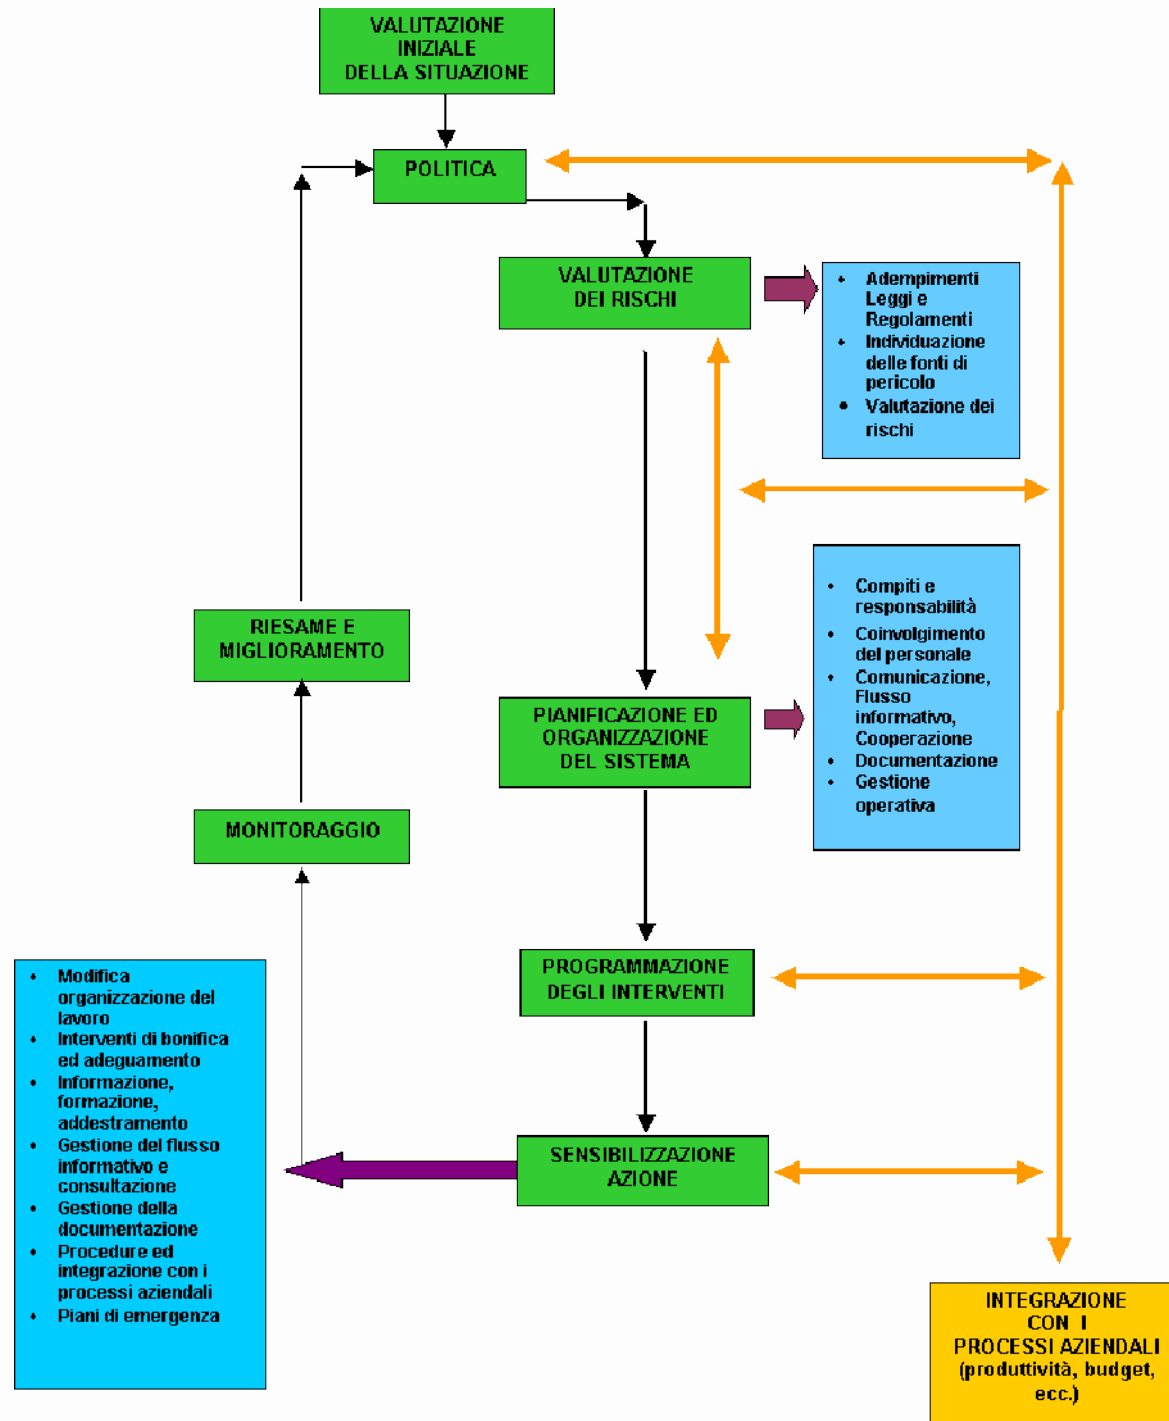 VALUTAZIONE
INIZIALE
DELLA SITUAZIONE
POLITICA
VALUTAZIONE
DEI RISCHI
• Adempimenti
Leggi e
Regolamenti
• Individuazione
delle fonti di
pericolo
• Valutazione dei
rischi
• Compiti e
responsabilità
• Coinvolgimento
del personale
• Comunicazione,
Flusso
informativo,
Cooperazione
• Documentazione
• Gestione
operativa
RIESAME E
MIGLIORAMENTO
PIANIFICAZIONE ED
ORGANIZZAZIONE
DEL SISTEMA
MONITORAGGIO
PROGRAMMAZIONE
DEGLI INTERVENTI
• Modifica
organizzazione del
lavoro
• Interventi di bonifica
ed adeguamento
• Informazione,
formazione,
addestramento
• Gestione del flusso
informativo e
consultazione
• Gestione della
documentazione
• Procedure ed
integrazione con i
processi aziendali
• Piani di emergenza
SENSIBILIZZAZIONE
AZIONE
INTEGRAZIONE
CON I
PROCESSI AZIENDALI
(produttività, budget,
ecc.)